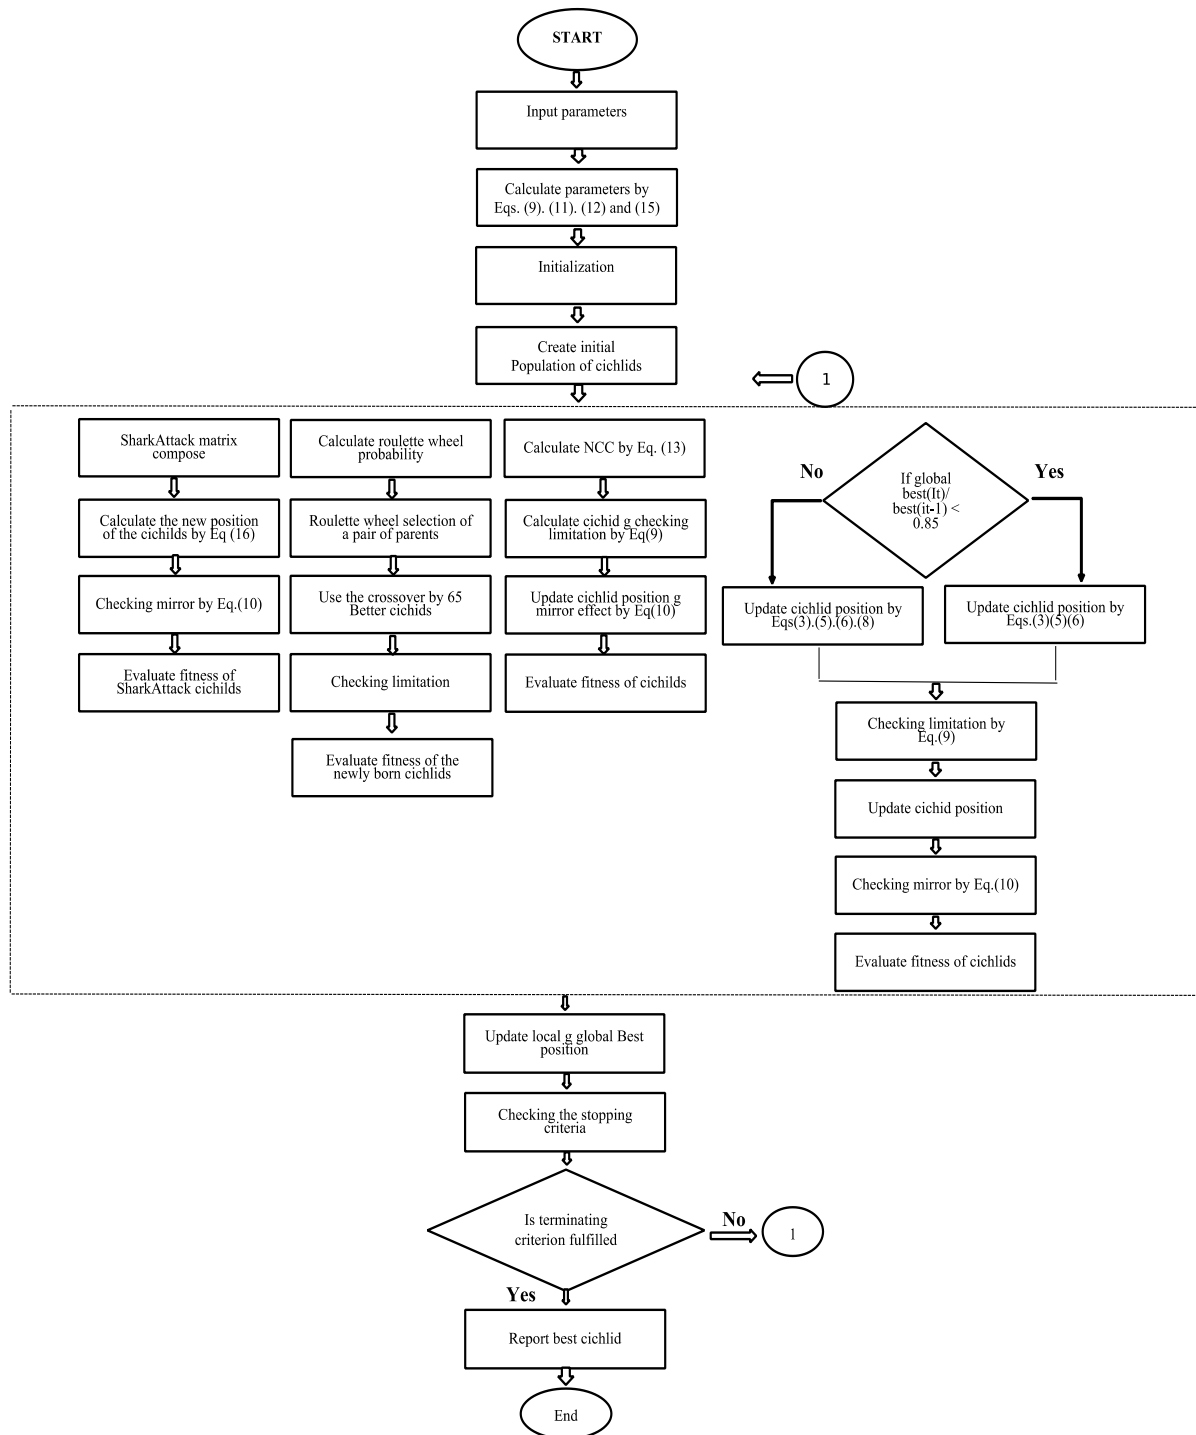 START
Input parameters
Calculate parameters by
Eqs. (9). (11). (12) and (15)
Initialization
Create initial
Population of cichlids
1
SharkAttack matrix
compose
Calculate the new position
of the cichilds by Eq (16)
Checking mirror by Eq.(10)
Evaluate fitness of
SharkAttack cichilds
Calculate roulette wheel
probability
Roulette wheel selection of
a pair of parents
Use the crossover by 65
Better cichids
Checking limitation
Evaluate fitness of the
newly born cichlids
Calculate NCC by Eq. (13)
Calculate cichid g checking
limitation by Eq(9)
Update cichlid position g
mirror effect by Eq(10)
Evaluate fitness of cichilds
No
If global
best(It)/
best(it-1) <
0.85
Yes
Update cichlid position by
Eqs(3).(5).(6).(8)
Update cichlid position by
Eqs.(3)(5)(6)
Checking limitation by
Eq.(9)
Update cichid position
Checking mirror by Eq.(10)
Evaluate fitness of cichlids
Update local g global Best
position
Checking the stopping
criteria
Is terminating
criterion fulfilled
No
1
Yes
Report best cichlid
End